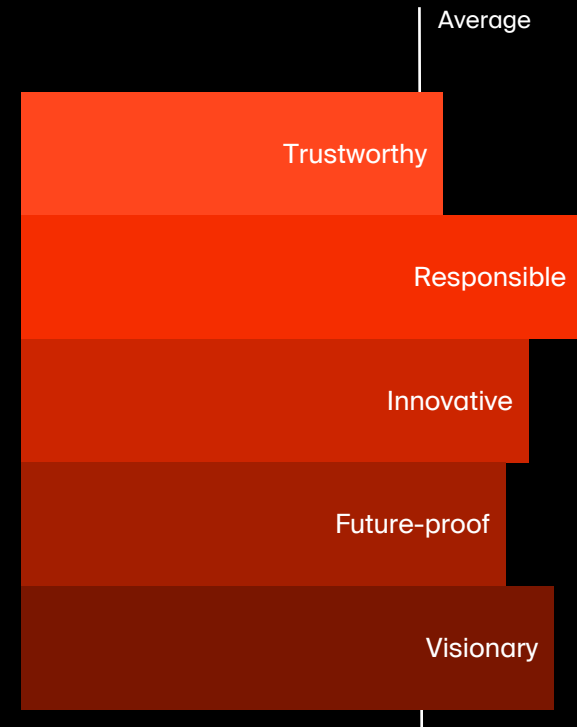 Average
Trustworthy
Responsible
Innovative
Future-proof
Visionary